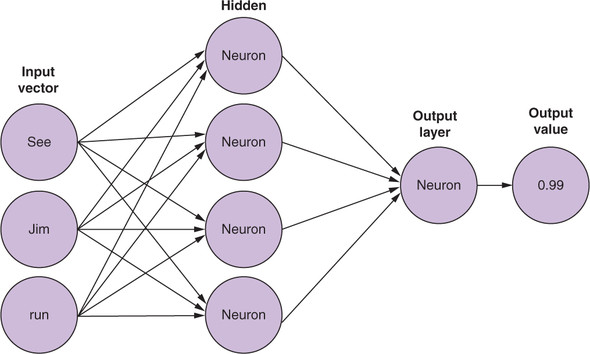 Hidden
Neuron
Input
vector
See
Neuron
Output
layer
Output
value
Neuron
0.99
Jim
Neuron
run
Neuron